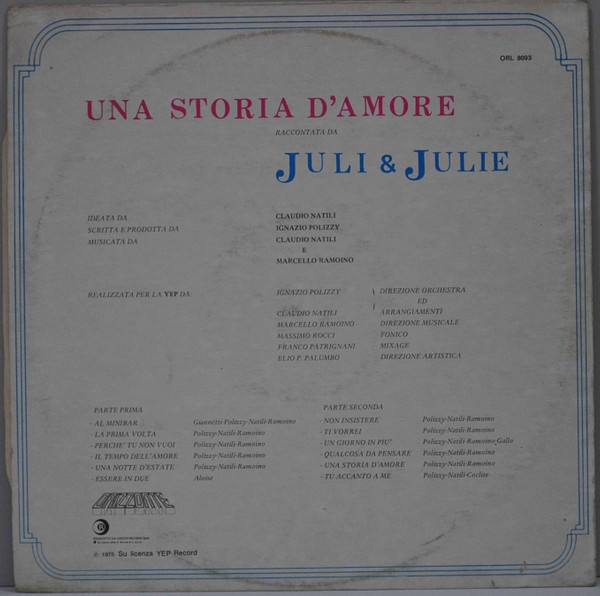 ORL 8093
UNA STORIA D'AMORE
RACCONTATA DA
JULI & JULIE
IDEATA DA CLAUDIO NATILI
SCRITTA E PRODOTTA DA IGNAZIO POLIZZY
MUSICATA DA CLAUDIO NATILI
E
MARCELLO RAMOINO
REALIZZATA PER LA YEP DA: IGNAZIO POLIZZY DIREZIONE ORCHESTRA
ED
CLAUDIO NATILI ARRANGIAMENTI
MARCELLO RAMOINO DIREZIONE MUSICALE
MASSIMO ROCCI FONICO
FRANCO PATRIGNANI MIXAGE
ELIO P. PALUMBO DIREZIONE ARTISTICA
PARTE PRIMA
- AL MINIBAR Giannetti-Polizzy-Natili-Ramoino
- LA PRIMA VOLTA Polizzy-Natili-Ramoino
- PERCHE' TU NON VUOI Polizzy-Natili-Ramoino
- IL TEMPO DELL'AMORE Polizzy-Natili-Ramoino
- UNA NOTTE D'ESTATE Polizzy-Natili-Ramoino
- ESSERE IN DUE Aloise
PARTE SECONDA
- NON INSISTERE Polizzy-Natili-Ramoino
- TI VORREI Polizzy-Natili-Ramoino
- UN GIORNO IN PIU' Polizzy-Natili-Ramoino-Gallo
- QUALCOSA DA PENSARE Polizzy-Natili-Ramoino
- UNA STORIA D'AMORE Polizzy-Natili-Ramoino
- TU ACCANTO A ME Polizzy-Natili-Coclite
ORIZZONTE
℗ 1975 Su licenza YEP Record